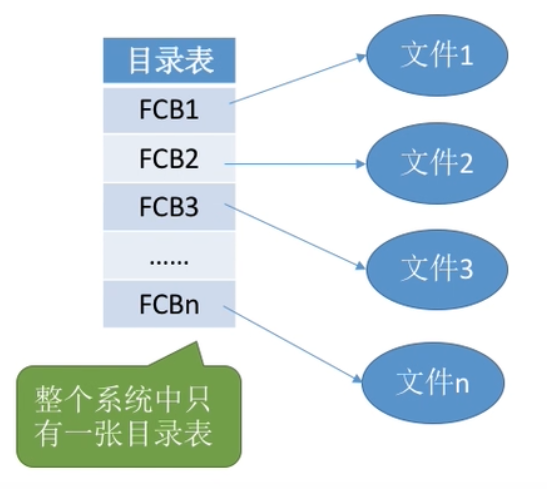 目录表
FCB1
FCB2
FCB3
......
FCBn
文件1
文件2
文件3
文件n
整个系统中只
有一张目录表